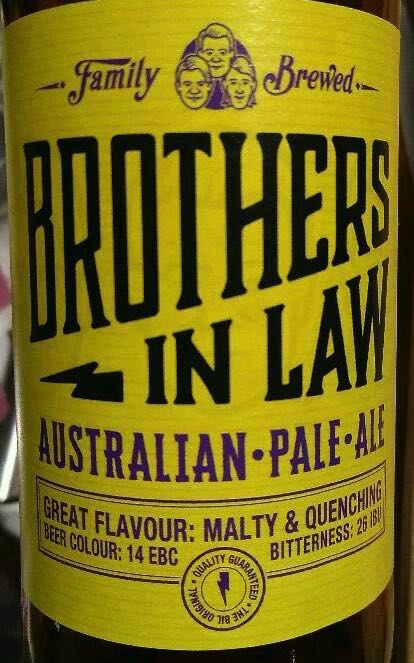 Family Brewed
BROTHERS
IN LAW
AUSTRALIAN · PALE · ALE
GREAT FLAVOUR: MALTY & QUENCHING
BEER COLOUR: 14 EBC BITTERNESS: 26 IBU
QUALITY GUARANTEED • THE BIL ORIGINAL •